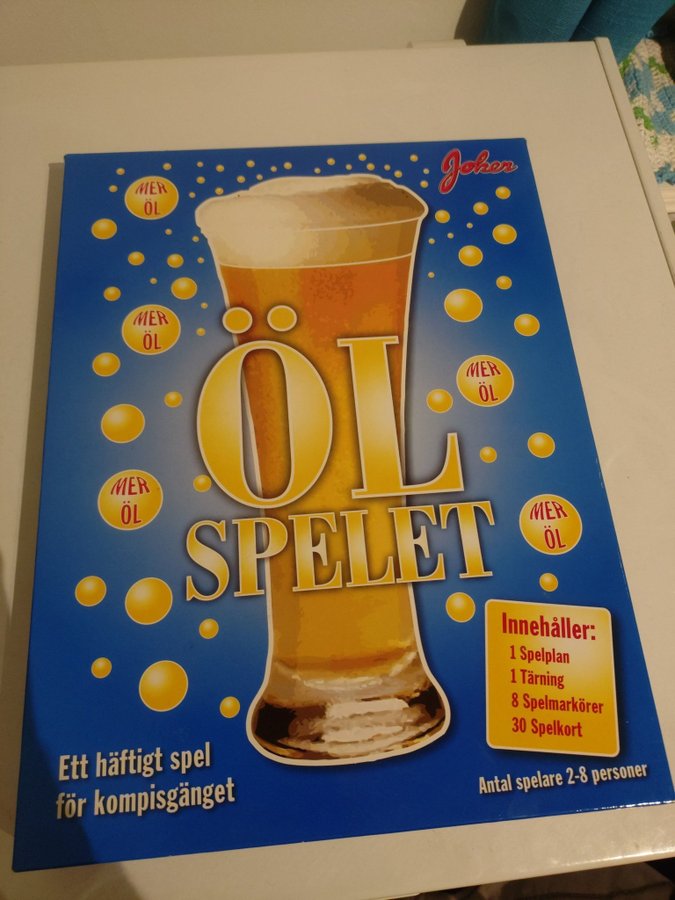 Joker
MER
ÖL
MER
ÖL
MER
ÖL
MER
ÖL
MER
ÖL
ÖL
SPELET
Innehåller:
1 Spelplan
1 Tärning
8 Spelmarkörer
30 Spelkort
Ett häftigt spel
för kompisgänget
Antal spelare 2-8 personer